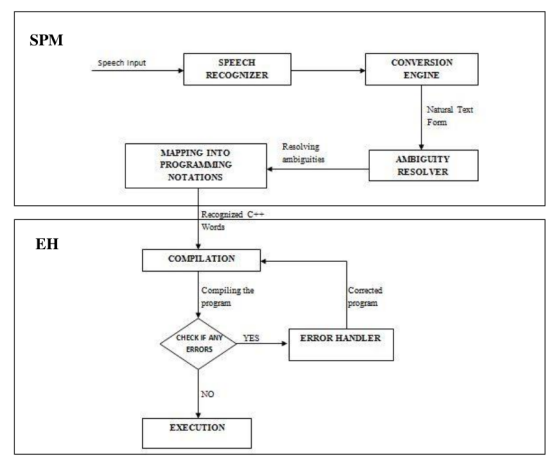 SPM
Speech Input
SPEECH
RECOGNIZER
CONVERSION
ENGINE
Natural Text
Form
AMBIGUITY
RESOLVER
Resolving
ambiguities
MAPPING INTO
PROGRAMMING
NOTATIONS
Recognized C++
Words
EH
COMPILATION
Compiling the
program
Corrected
program
CHECK IF ANY
ERRORS
YES
ERROR HANDLER
NO
EXECUTION